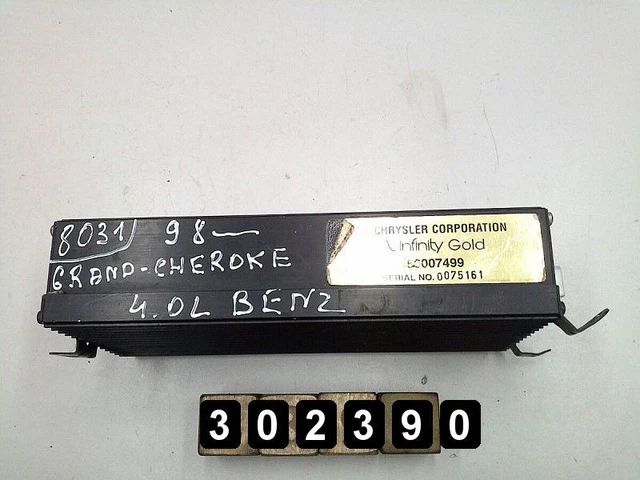 8031 98
GRAND-CHEROKE
4.0L BENZ
CHRYSLER CORPORATION
Infinity Gold
56007499
SERIAL NO. 0075161
302390